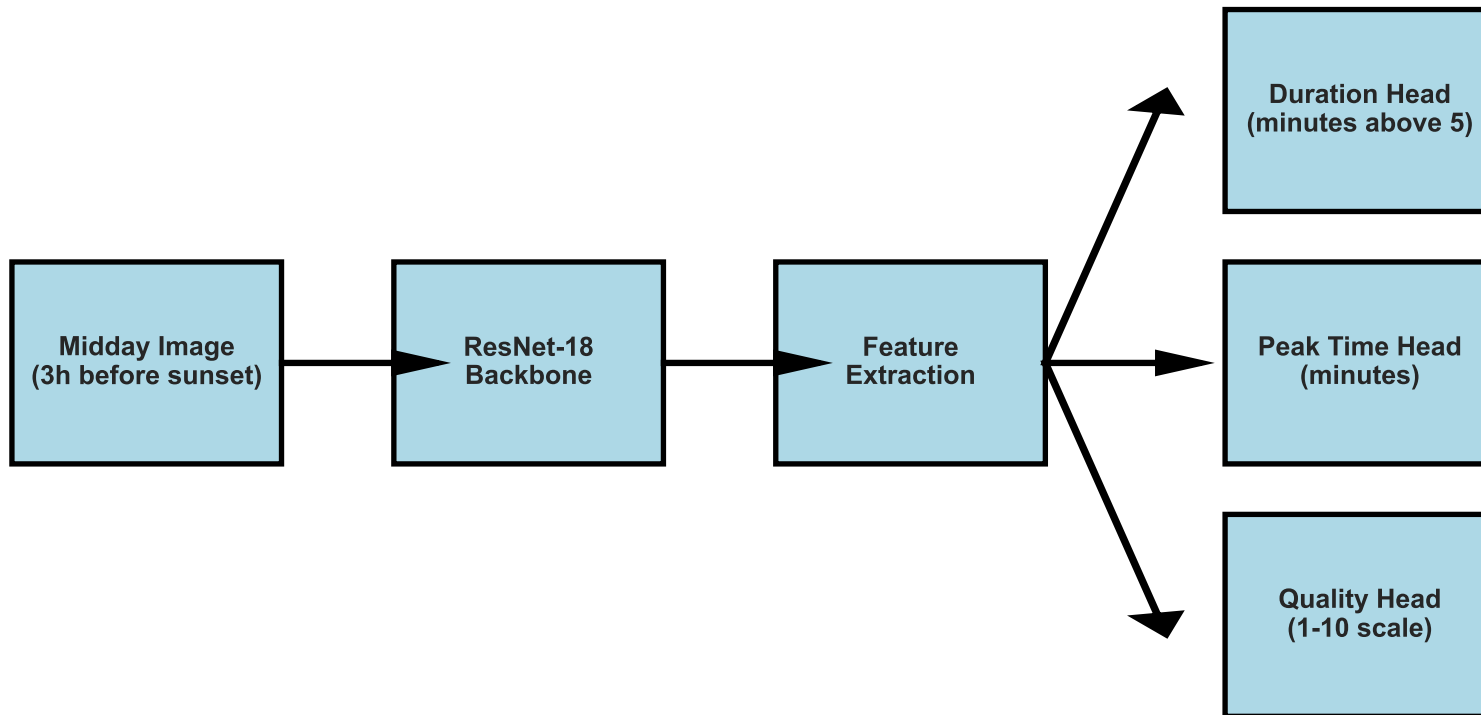 Midday Image
(3h before sunset)
ResNet-18
Backbone
Feature
Extraction
Duration Head
(minutes above 5)
Peak Time Head
(minutes)
Quality Head
(1-10 scale)